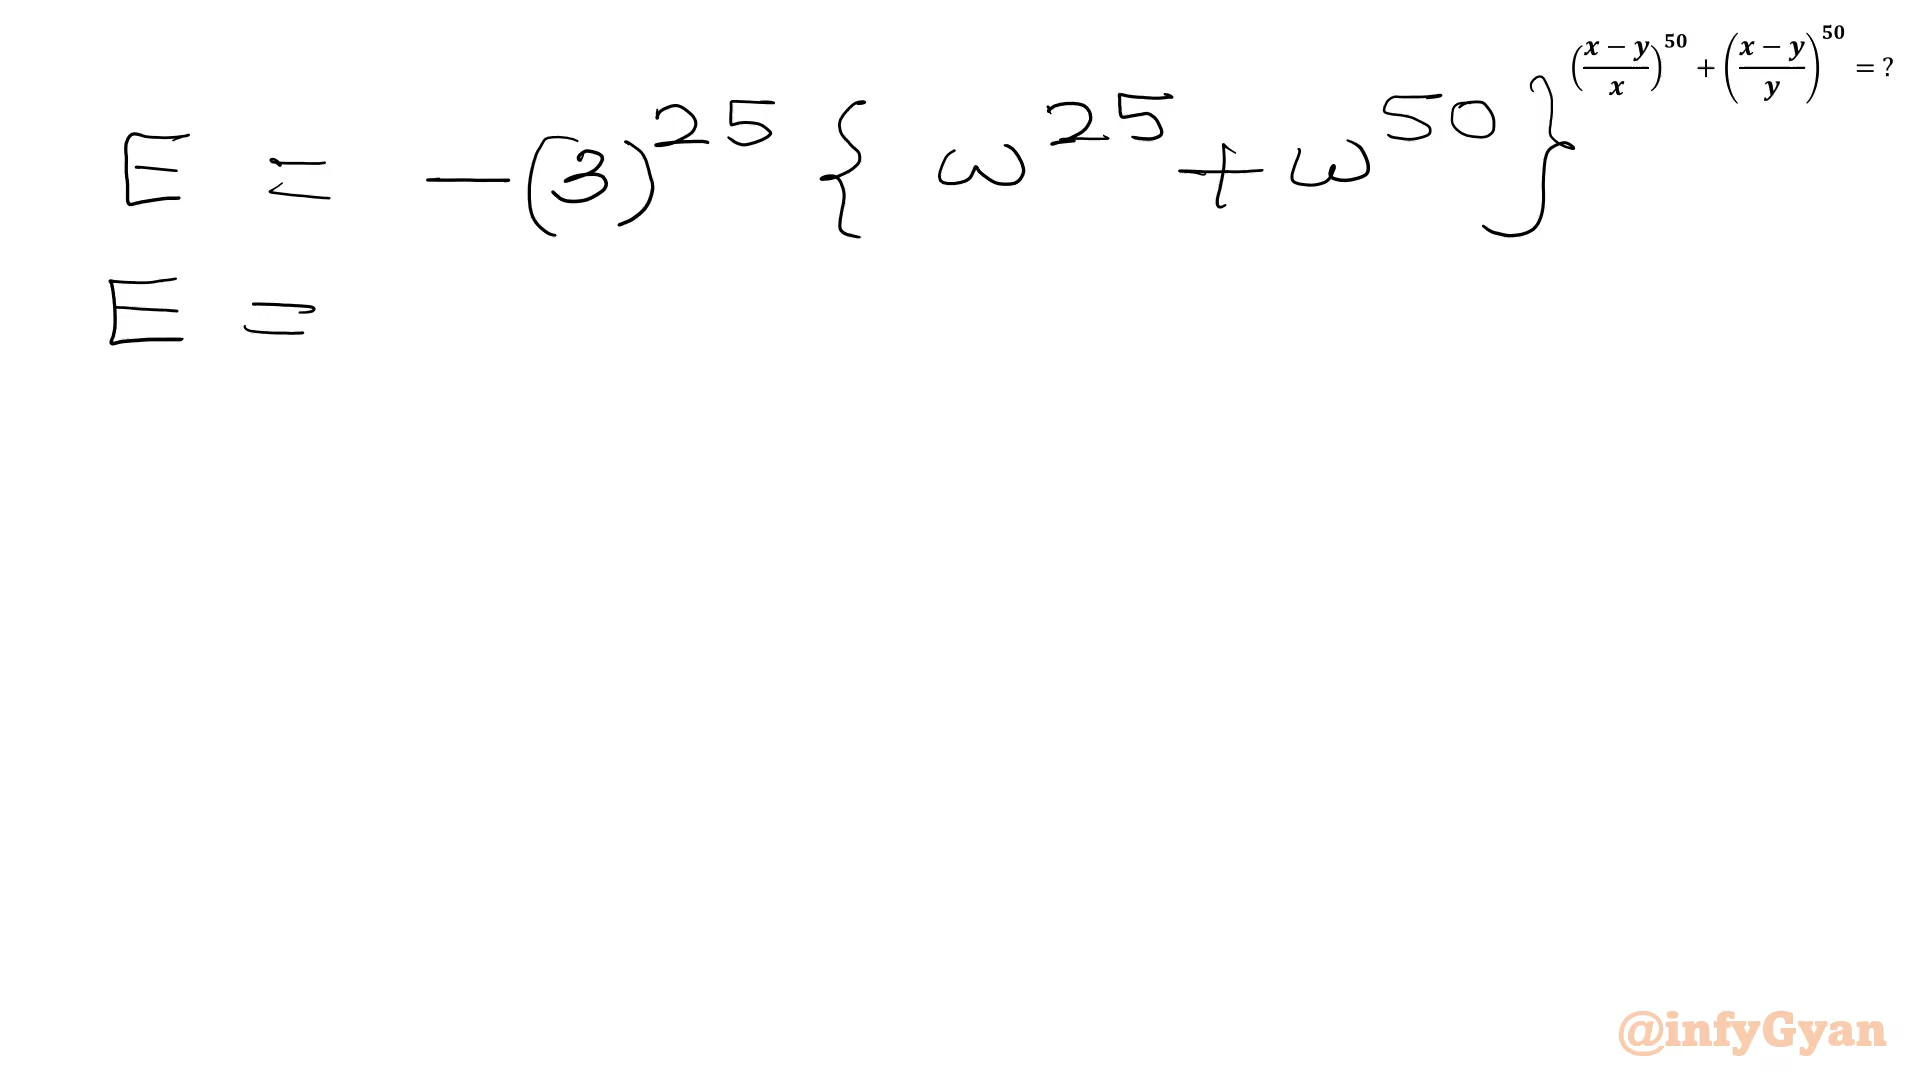 (x − y / x)^50 + (x − y / y)^50 = ?
E = −(3)^25 { ω^25 + ω^50 }
E =
@infyGyan